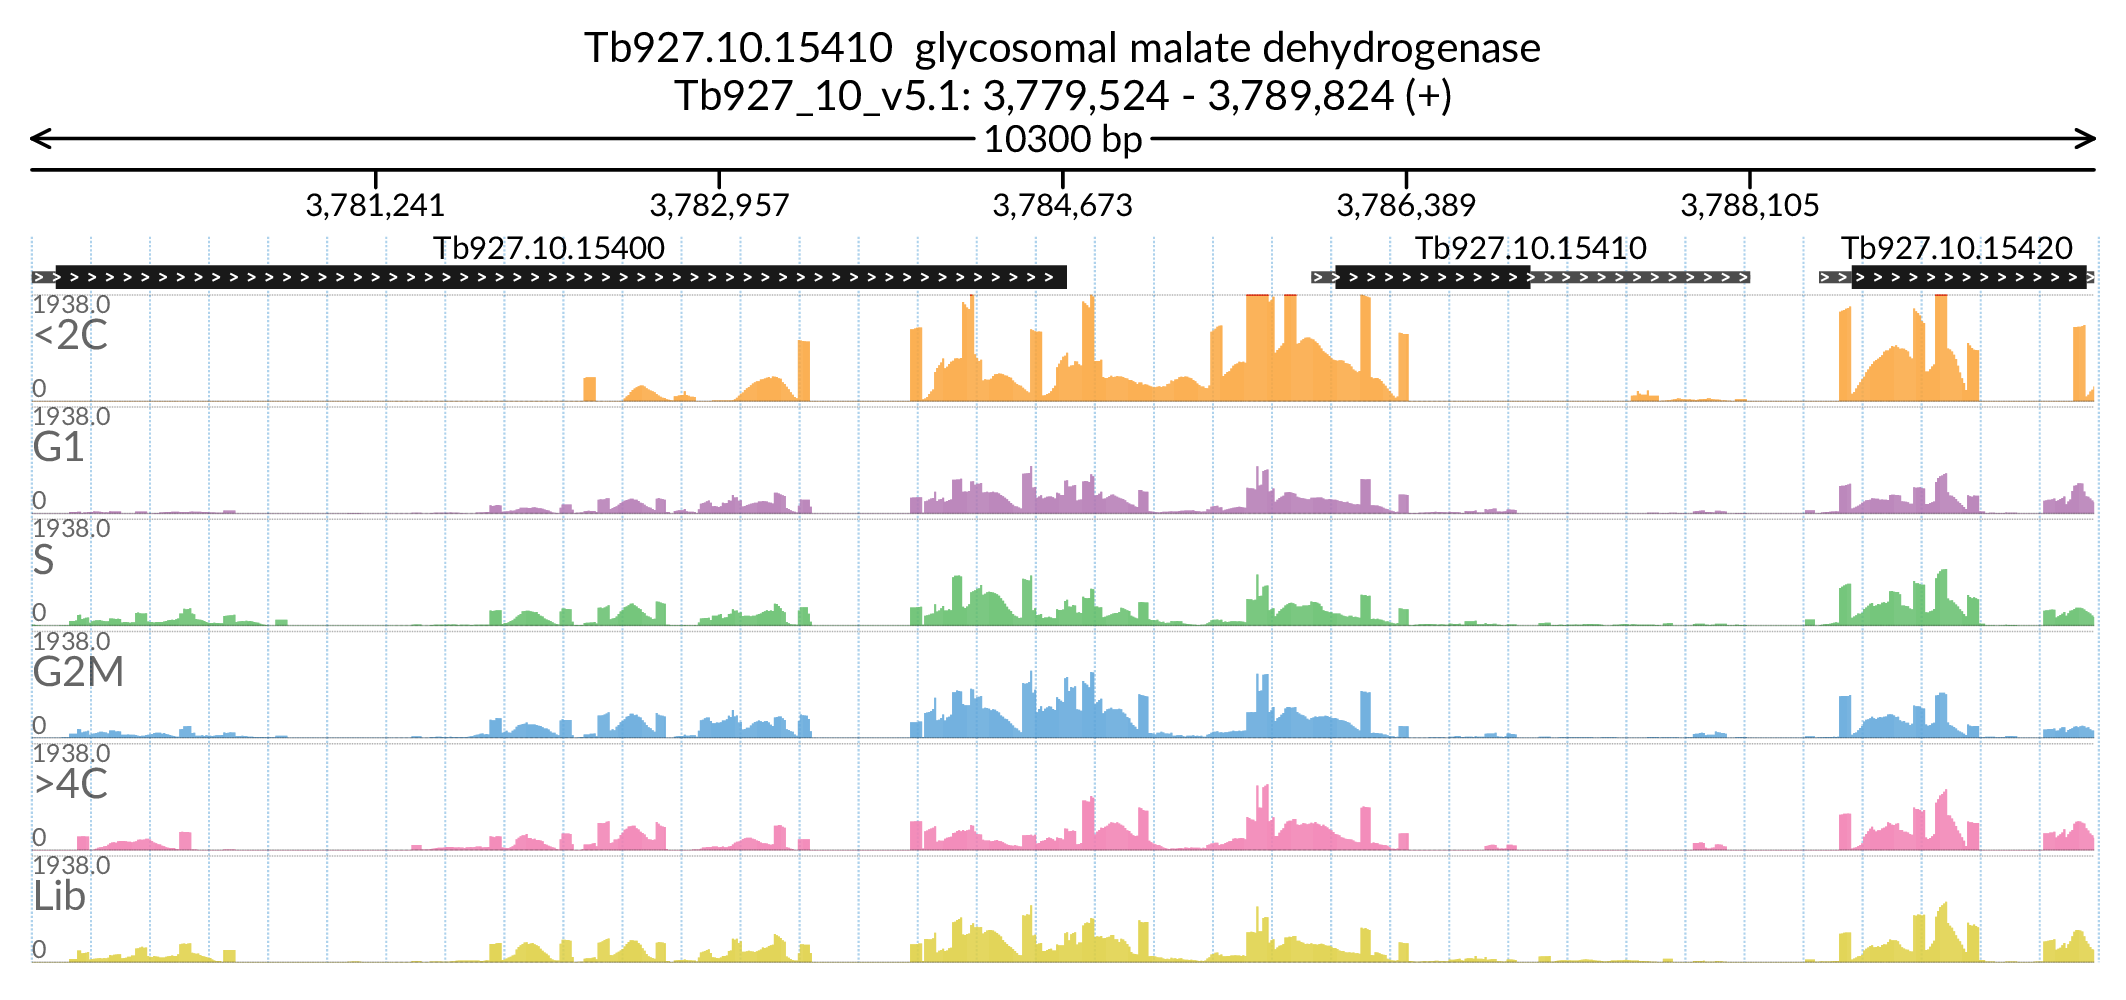 Tb927.10.15410  glycosomal malate dehydrogenase
Tb927_10_v5.1: 3,779,524 - 3,789,824 (+)
10300 bp
3,781,241 3,782,957 3,784,673 3,786,389 3,788,105
Tb927.10.15400 Tb927.10.15410 Tb927.10.15420
1938.0
<2C
0
1938.0
G1
0
1938.0
S
0
1938.0
G2M
0
1938.0
>4C
0
1938.0
Lib
0